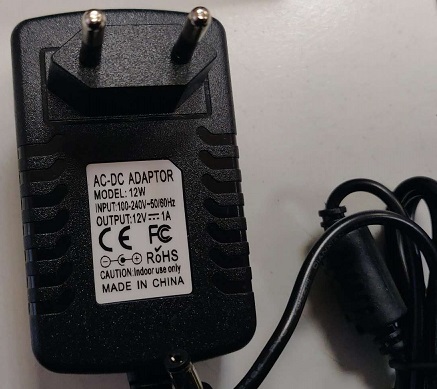 AC-DC ADAPTOR
MODEL: 12W
INPUT:100-240V~50/60Hz
OUTPUT:12V⎓1A
CE FC
RoHS
CAUTION:Indoor use only
MADE IN CHINA